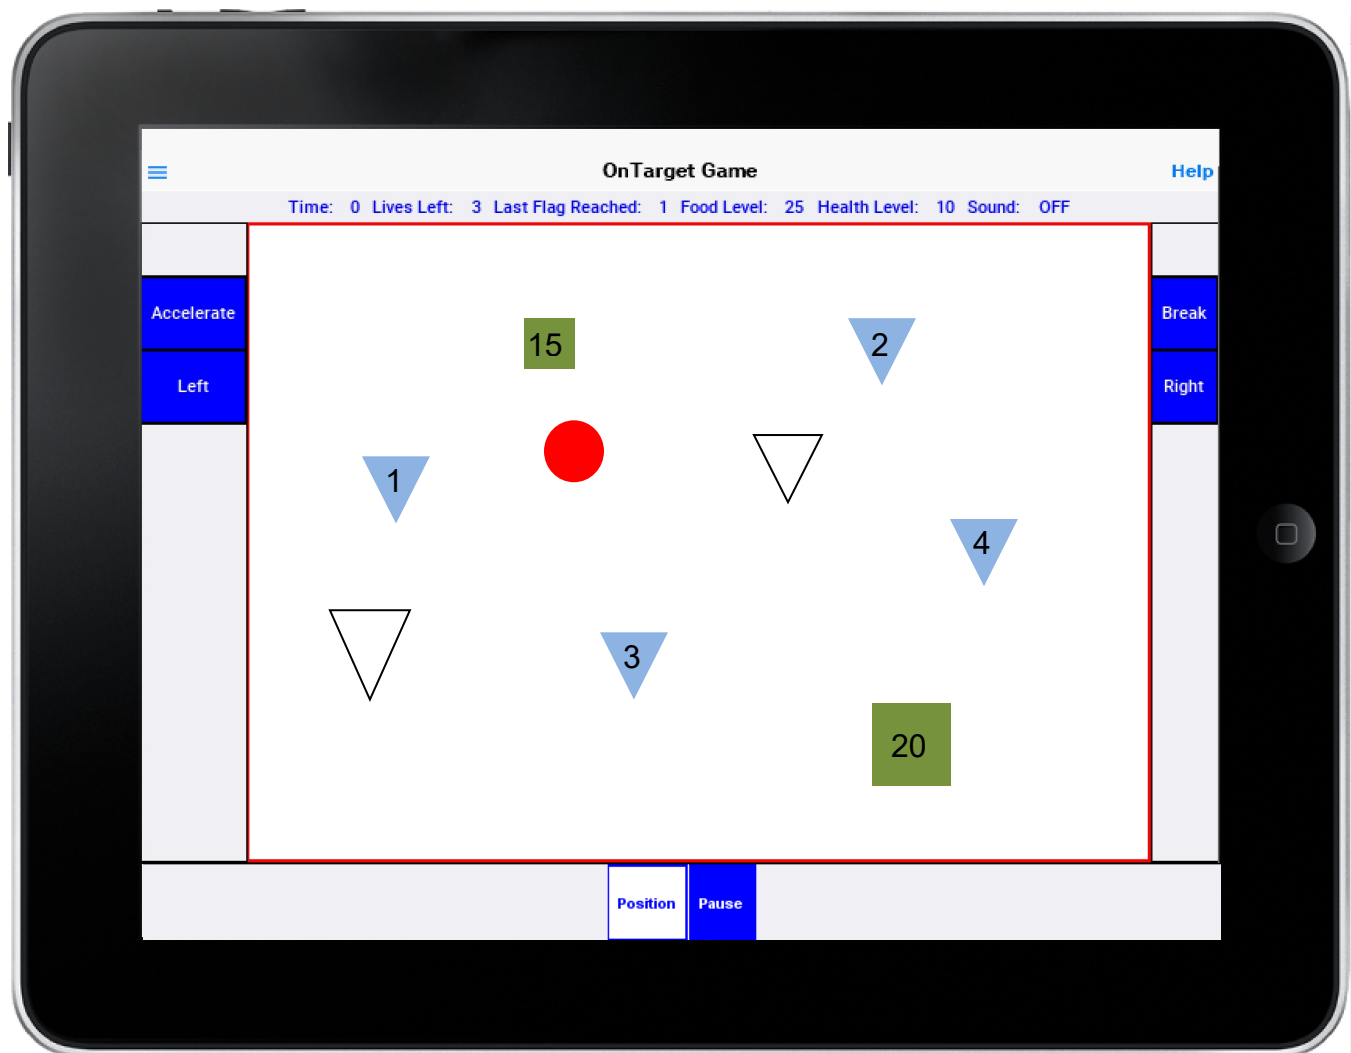 OnTarget Game
Help
Time: 0 Lives Left: 3 Last Flag Reached: 1 Food Level: 25 Health Level: 10 Sound: OFF
Accelerate
Break
Left
Right
15
2
1
4
3
20
Position
Pause